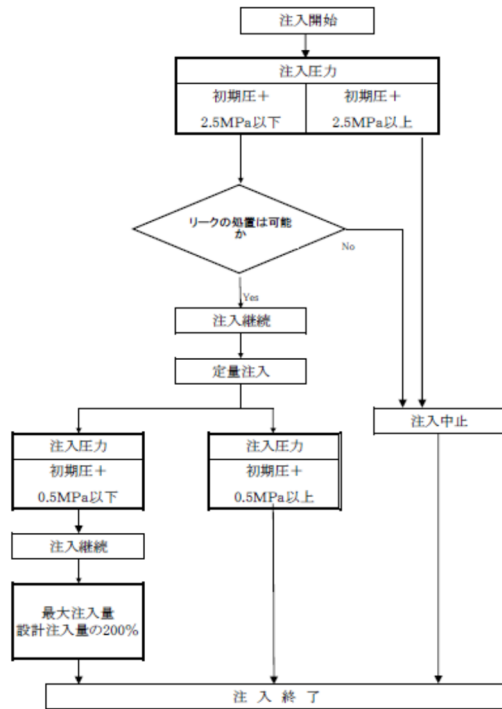 注入開始
注入圧力
初期圧+
2.5MPa以下
初期圧+
2.5MPa以上
リークの処置は可能
か
No
Yes
注入継続
定量注入
注入中止
注入圧力
初期圧+
0.5MPa以下
注入圧力
初期圧+
0.5MPa以上
注入継続
最大注入量
設計注入量の200%
注 入 終 了